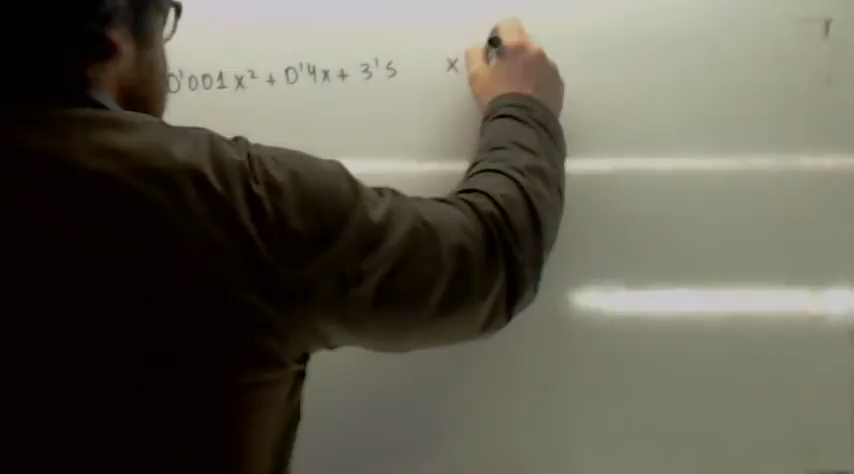 0'001x² + 0'4x + 3'5 x